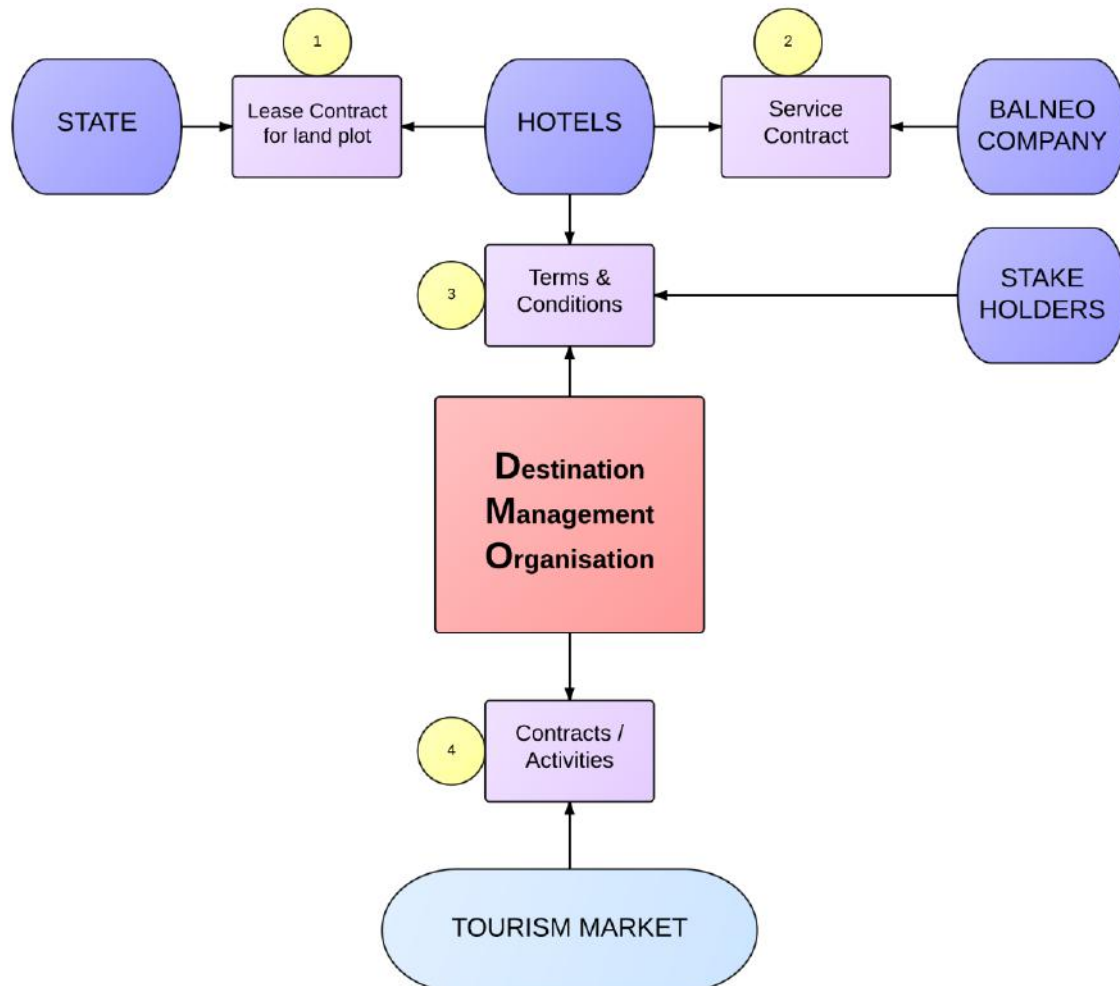 1
2
STATE
Lease Contract
for land plot
HOTELS
Service
Contract
BALNEO
COMPANY
3
Terms &
Conditions
STAKE
HOLDERS
Destination
Management
Organisation
4
Contracts /
Activities
TOURISM MARKET